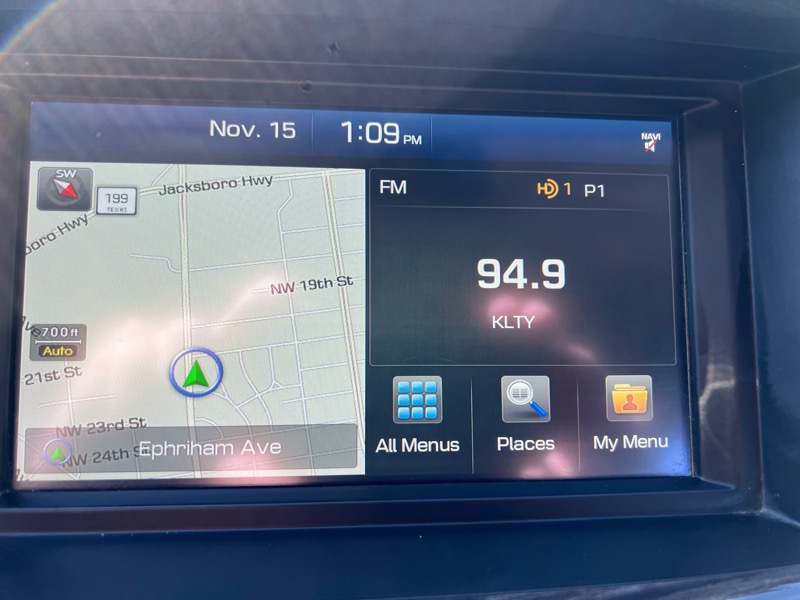 Nov. 15
1:09 PM
NAVI
SW
199
TEXAS
Jacksboro Hwy
boro Hwy
NW 19th St
700 ft
Auto
21st St
NW 23rd St
NW 24th S
Ephriham Ave
FM
HD 1
P1
94.9
KLTY
All Menus
Places
My Menu